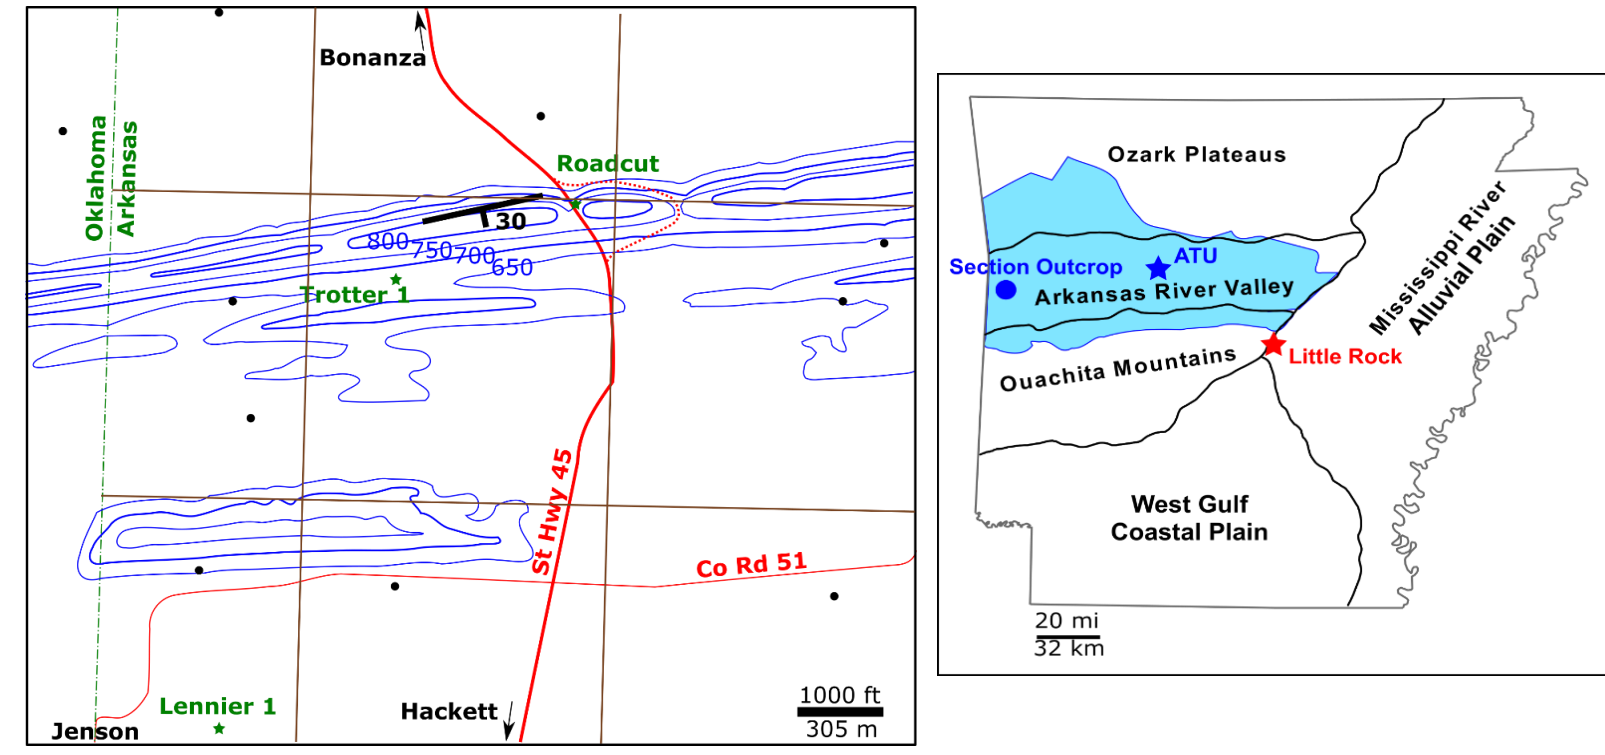 Bonanza
Oklahoma
Arkansas
Roadcut
30
800
750
700
650
Trotter 1
St Hwy 45
Co Rd 51
Lennier 1
Jenson
Hackett
1000 ft
305 m
Ozark Plateaus
Section Outcrop
ATU
Arkansas River Valley
Mississippi River
Alluvial Plain
Little Rock
Ouachita Mountains
West Gulf
Coastal Plain
20 mi
32 km